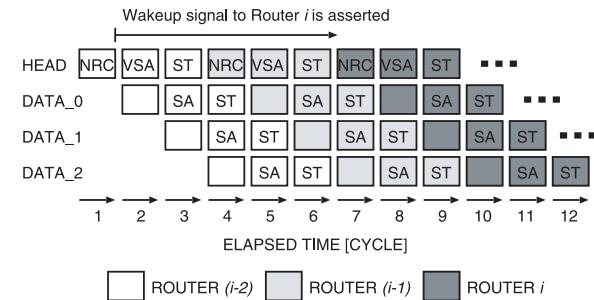 Wakeup signal to Router i is asserted
HEAD NRC VSA ST NRC VSA ST NRC VSA ST
DATA_0 SA ST SA ST SA ST
DATA_1 SA ST SA ST SA ST
DATA_2 SA ST SA ST SA ST
1 2 3 4 5 6 7 8 9 10 11 12
ELAPSED TIME [CYCLE]
ROUTER (i-2) ROUTER (i-1) ROUTER i